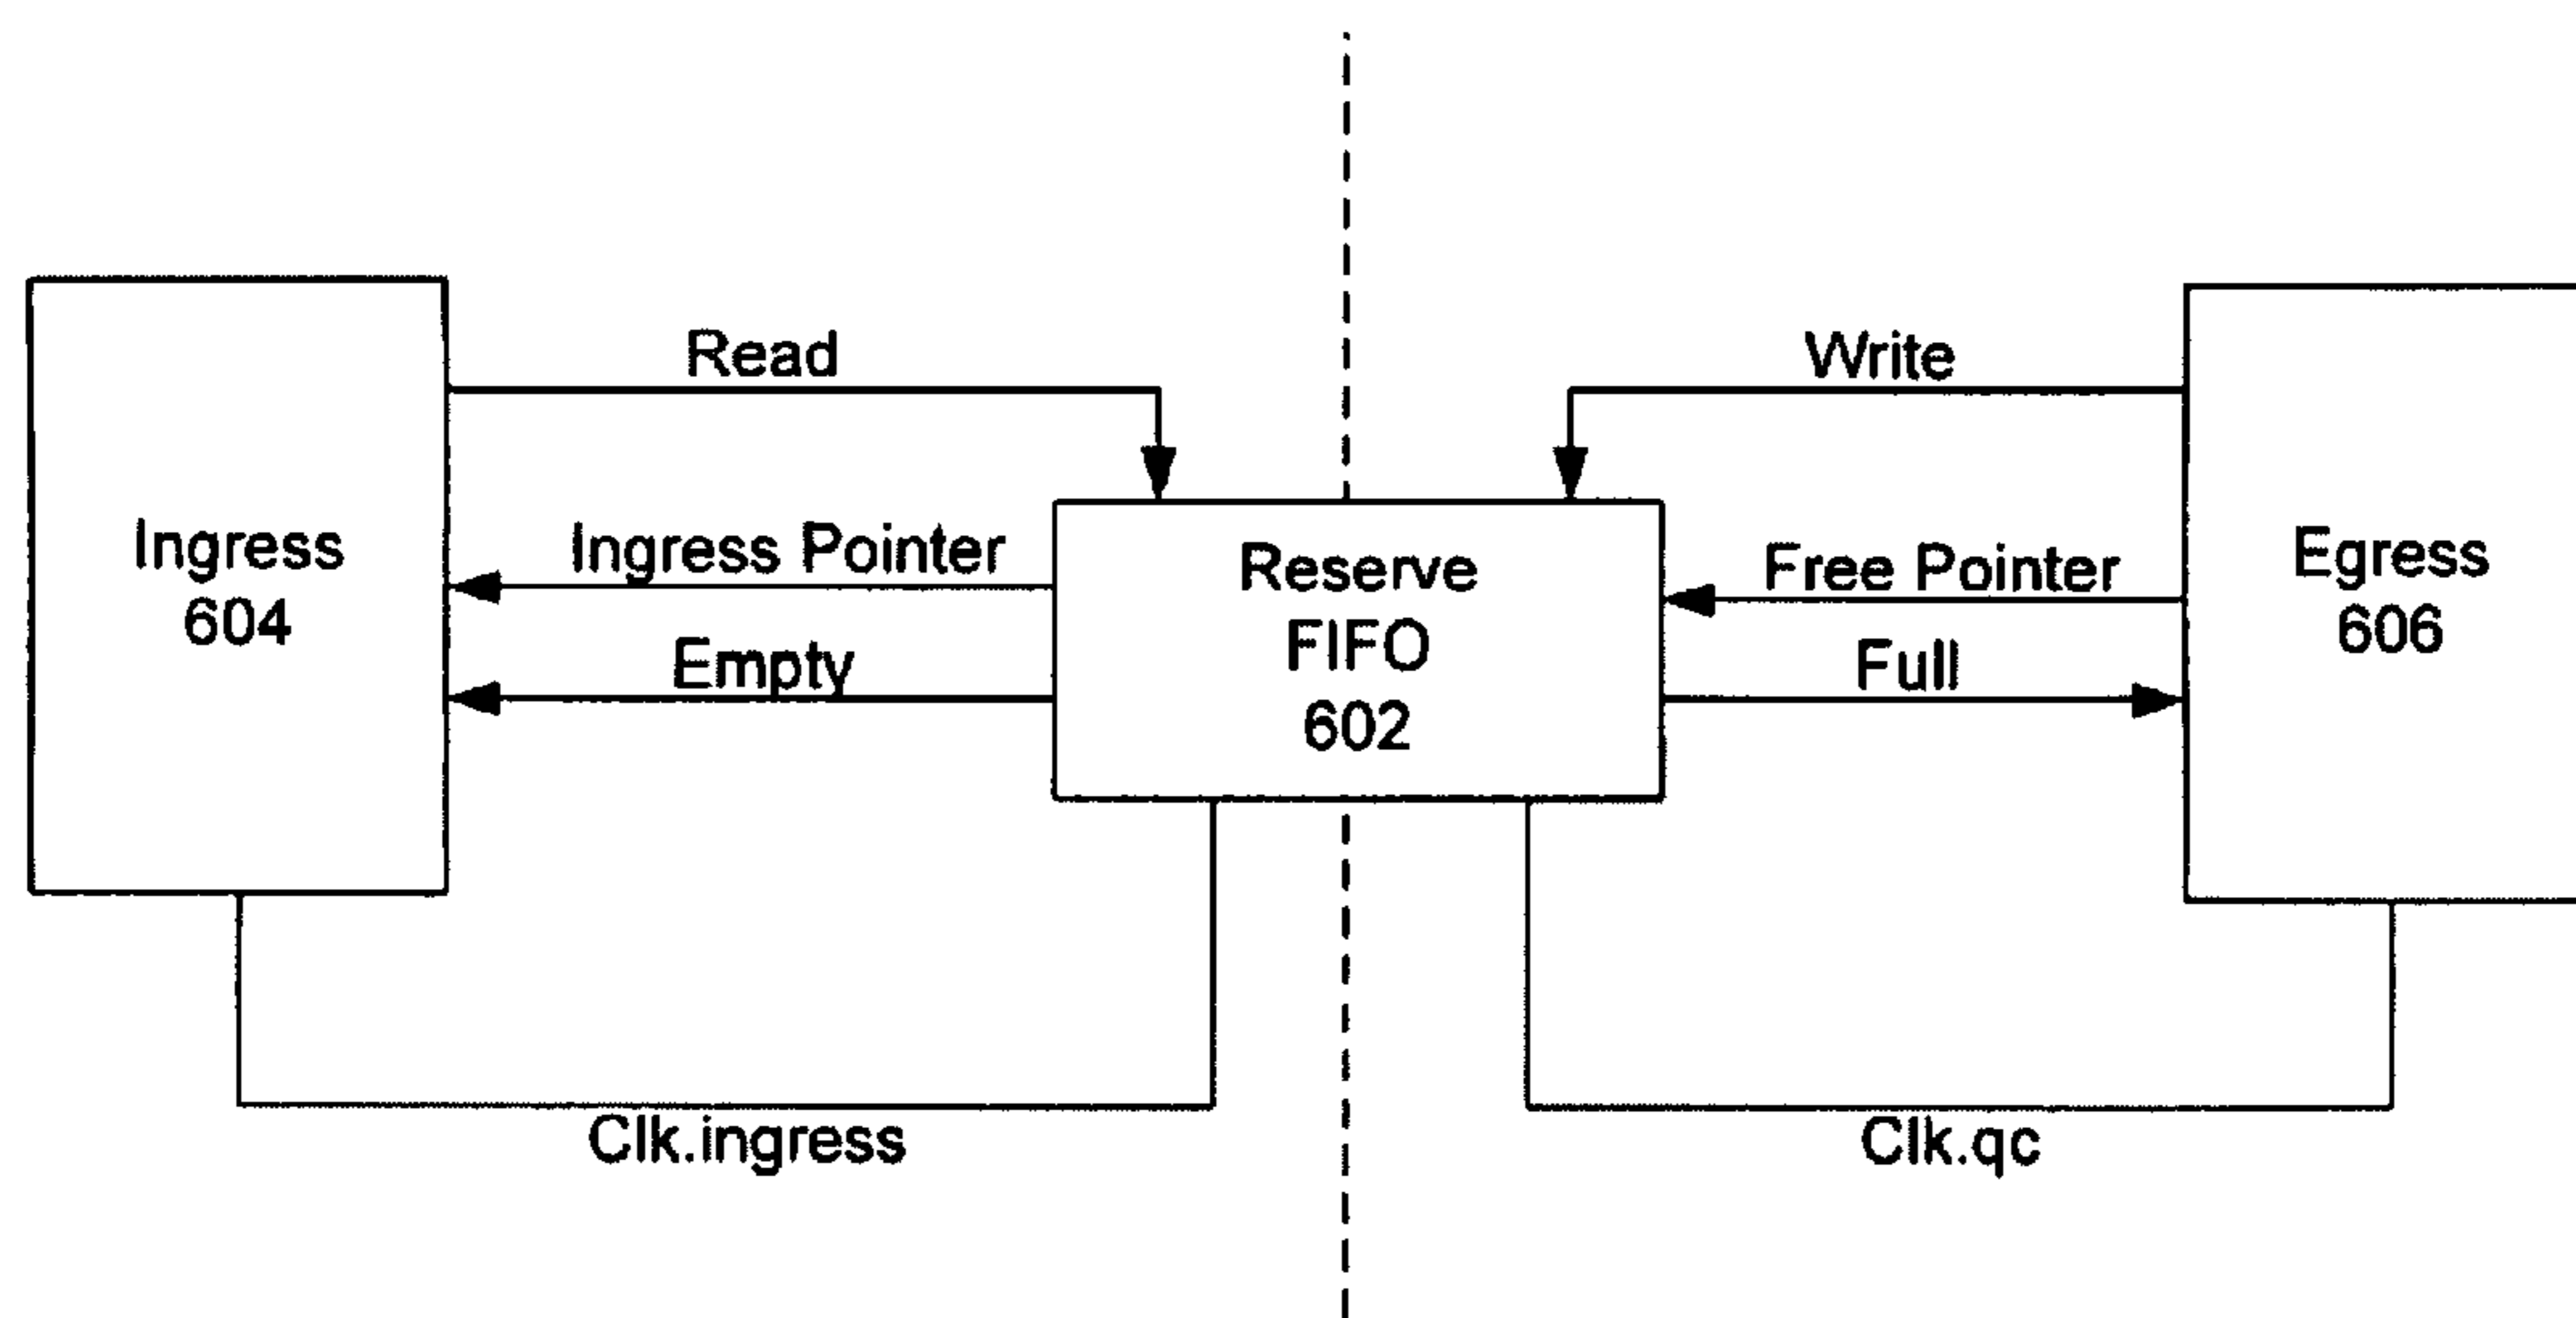 Read
Write
Ingress
604
Ingress Pointer
Empty
Reserve
FIFO
602
Free Pointer
Full
Egress
606
Clk.ingress
Clk.qc